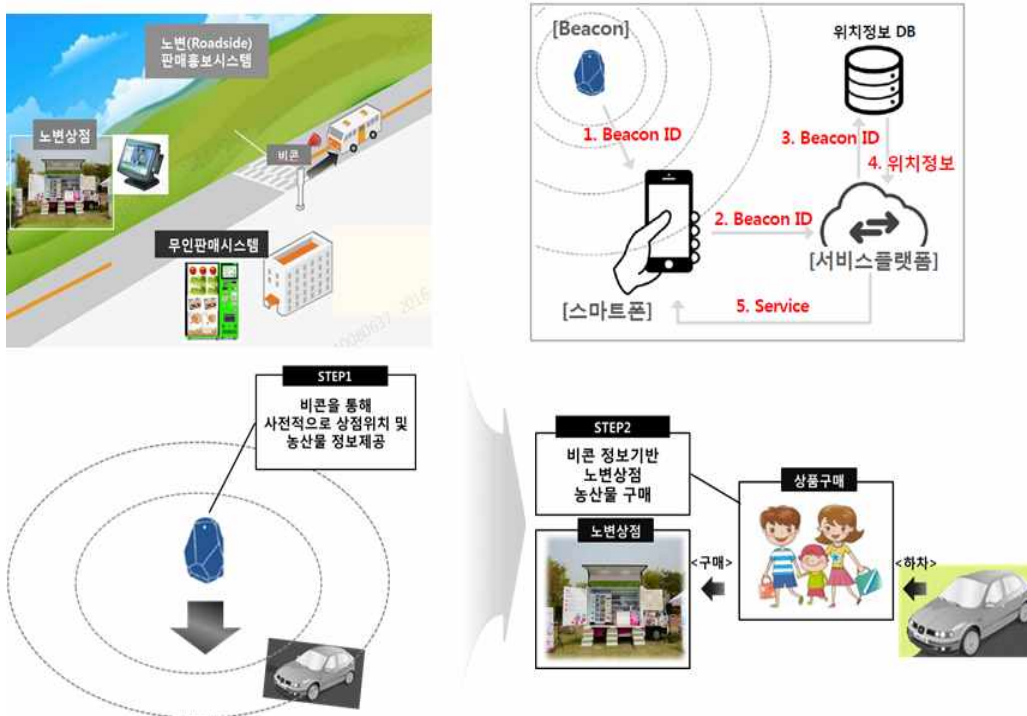 노변(Roadside)
판매홍보시스템
노변상점
비콘
무인판매시스템
[Beacon]
위치정보 DB
1. Beacon ID
3. Beacon ID
4. 위치정보
2. Beacon ID
[서비스플랫폼]
[스마트폰]
5. Service
STEP1
비콘을 통해
사전적으로 상점위치 및
농산물 정보제공
STEP2
비콘 정보기반
노변상점
농산물 구매
상품구매
노변상점
<구매>
<하차>